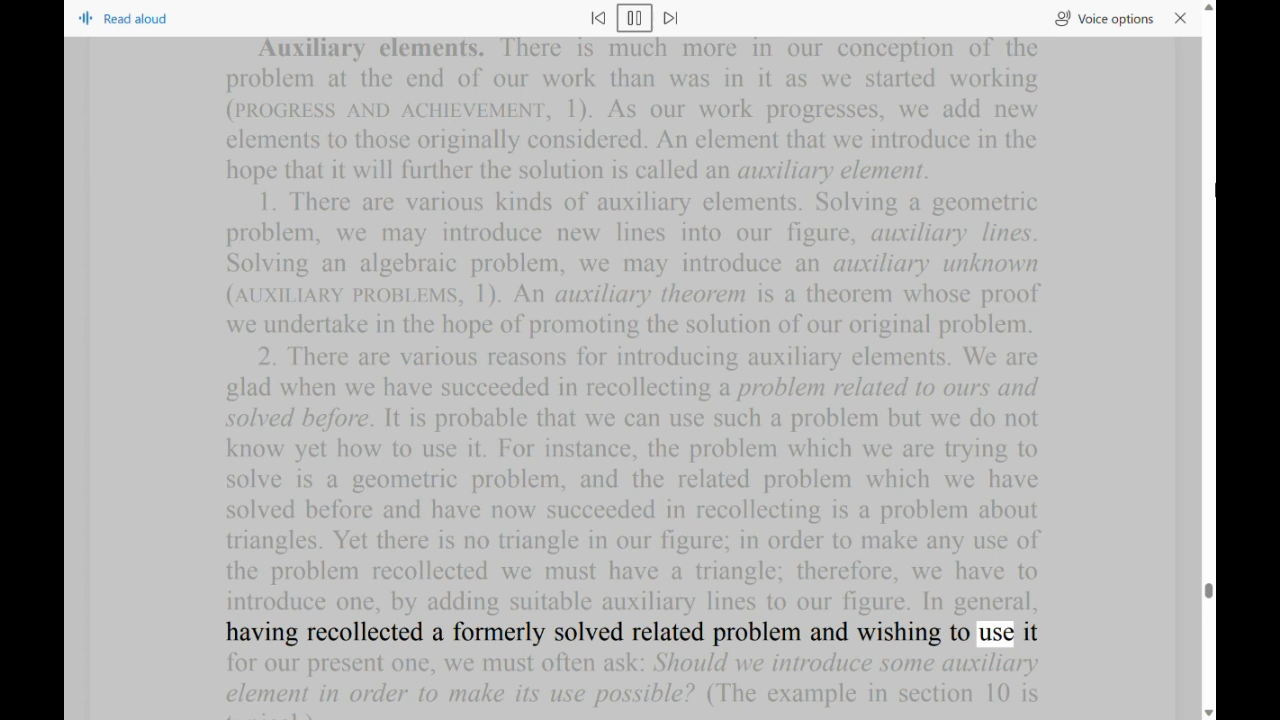 Read aloud
Voice options
Auxiliary elements. There is much more in our conception of the
problem at the end of our work than was in it as we started working
(PROGRESS AND ACHIEVEMENT, 1). As our work progresses, we add new
elements to those originally considered. An element that we introduce in the
hope that it will further the solution is called an auxiliary element.
1. There are various kinds of auxiliary elements. Solving a geometric
problem, we may introduce new lines into our figure, auxiliary lines.
Solving an algebraic problem, we may introduce an auxiliary unknown
(AUXILIARY PROBLEMS, 1). An auxiliary theorem is a theorem whose proof
we undertake in the hope of promoting the solution of our original problem.
2. There are various reasons for introducing auxiliary elements. We are
glad when we have succeeded in recollecting a problem related to ours and
solved before. It is probable that we can use such a problem but we do not
know yet how to use it. For instance, the problem which we are trying to
solve is a geometric problem, and the related problem which we have
solved before and have now succeeded in recollecting is a problem about
triangles. Yet there is no triangle in our figure; in order to make any use of
the problem recollected we must have a triangle; therefore, we have to
introduce one, by adding suitable auxiliary lines to our figure. In general,
having recollected a formerly solved related problem and wishing to use it
for our present one, we must often ask: Should we introduce some auxiliary
element in order to make its use possible? (The example in section 10 is
typical.)